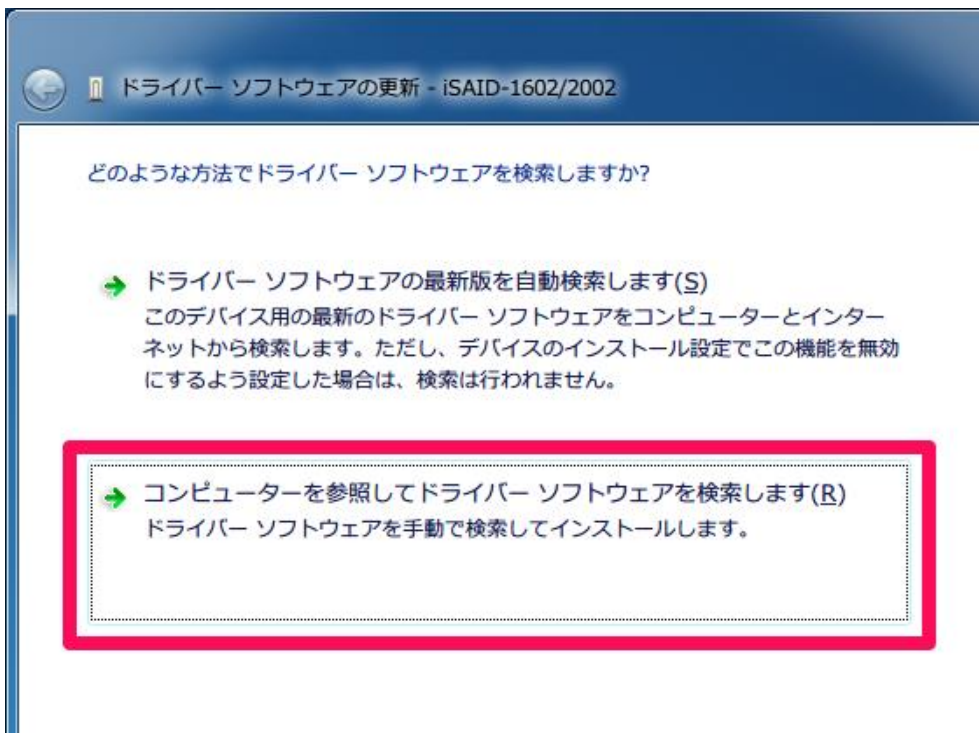 ドライバー ソフトウェアの更新 - iSAID-1602/2002
どのような方法でドライバー ソフトウェアを検索しますか?
ドライバー ソフトウェアの最新版を自動検索します(S)
このデバイス用の最新のドライバー ソフトウェアをコンピューターとインター
ネットから検索します。ただし、デバイスのインストール設定でこの機能を無効
にするよう設定した場合は、検索は行われません。
コンピューターを参照してドライバー ソフトウェアを検索します(R)
ドライバー ソフトウェアを手動で検索してインストールします。